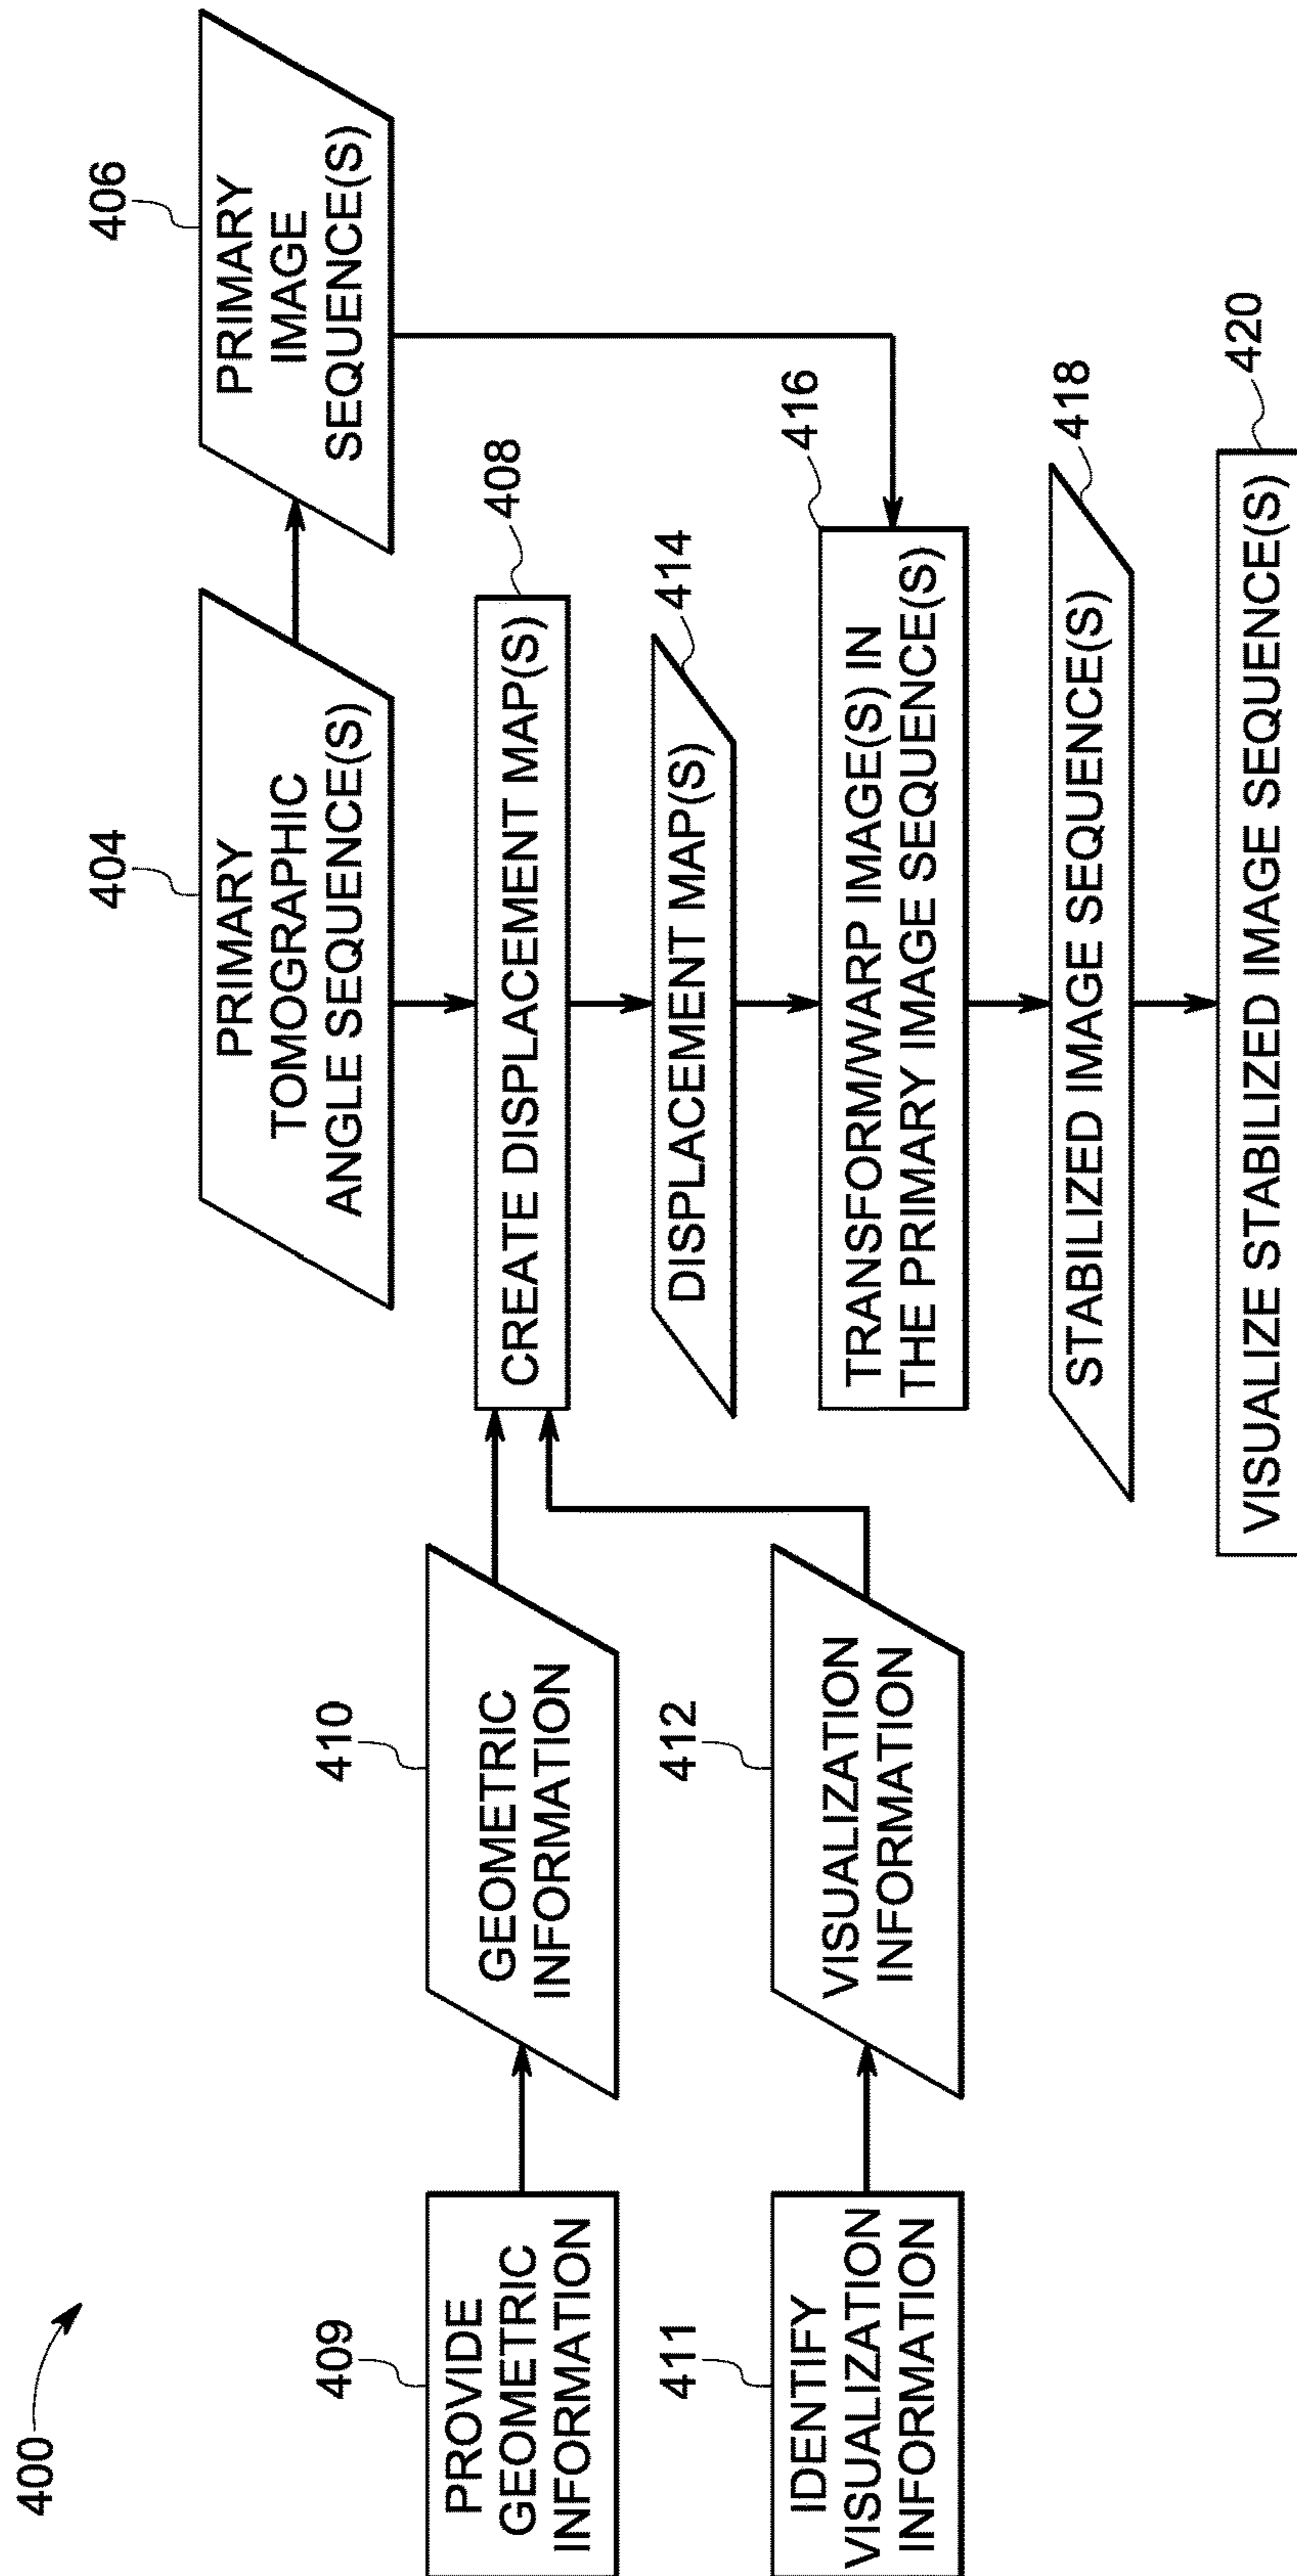 400
404
PRIMARY
TOMOGRAPHIC
ANGLE SEQUENCE(S)
406
PRIMARY
IMAGE
SEQUENCE(S)
409
PROVIDE
GEOMETRIC
INFORMATION
410
GEOMETRIC
INFORMATION
408
CREATE DISPLACEMENT MAP(S)
411
IDENTIFY
VISUALIZATION
INFORMATION
412
VISUALIZATION
INFORMATION
414
DISPLACEMENT MAP(S)
416
TRANSFORM/WARP IMAGE(S) IN
THE PRIMARY IMAGE SEQUENCE(S)
418
STABILIZED IMAGE SEQUENCE(S)
420
VISUALIZE STABILIZED IMAGE SEQUENCE(S)